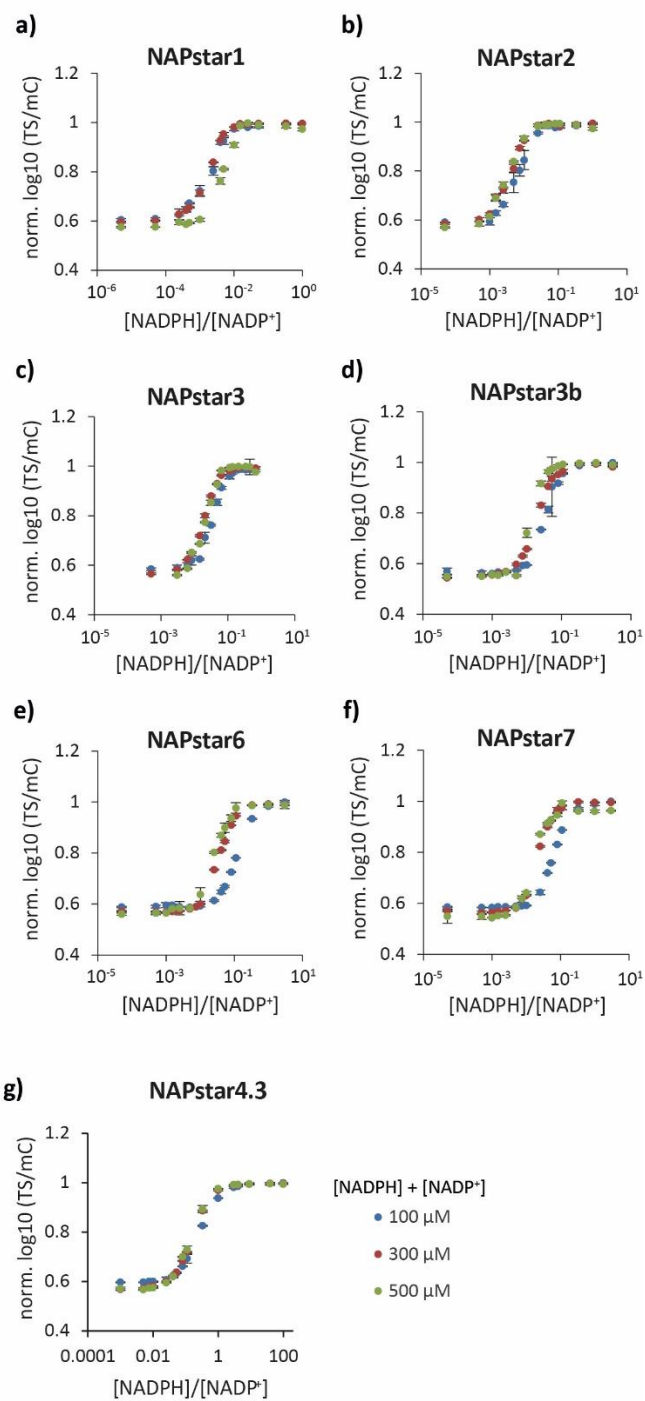 a)
NAPstar1
norm. log10 (TS/mC)
1.2
1
0.8
0.6
0.4
10⁻⁶ 10⁻⁴ 10⁻² 10⁰
[NADPH]/[NADP⁺]
b)
NAPstar2
norm. log10 (TS/mC)
1.2
1
0.8
0.6
0.4
10⁻⁵ 10⁻³ 10⁻¹ 10¹
[NADPH]/[NADP⁺]
c)
NAPstar3
norm. log10 (TS/mC)
1.2
1
0.8
0.6
0.4
10⁻⁵ 10⁻³ 10⁻¹ 10¹
[NADPH]/[NADP⁺]
d)
NAPstar3b
norm. log10 (TS/mC)
1.2
1
0.8
0.6
0.4
10⁻⁵ 10⁻³ 10⁻¹ 10¹
[NADPH]/[NADP⁺]
e)
NAPstar6
norm. log10 (TS/mC)
1.2
1
0.8
0.6
0.4
10⁻⁵ 10⁻³ 10⁻¹ 10¹
[NADPH]/[NADP⁺]
f)
NAPstar7
norm. log10 (TS/mC)
1.2
1
0.8
0.6
0.4
10⁻⁵ 10⁻³ 10⁻¹ 10¹
[NADPH]/[NADP⁺]
g)
NAPstar4.3
norm. log10 (TS/mC)
1.2
1
0.8
0.6
0.4
0.0001 0.01 1 100
[NADPH]/[NADP⁺]
[NADPH] + [NADP⁺]
100 µM
300 µM
500 µM